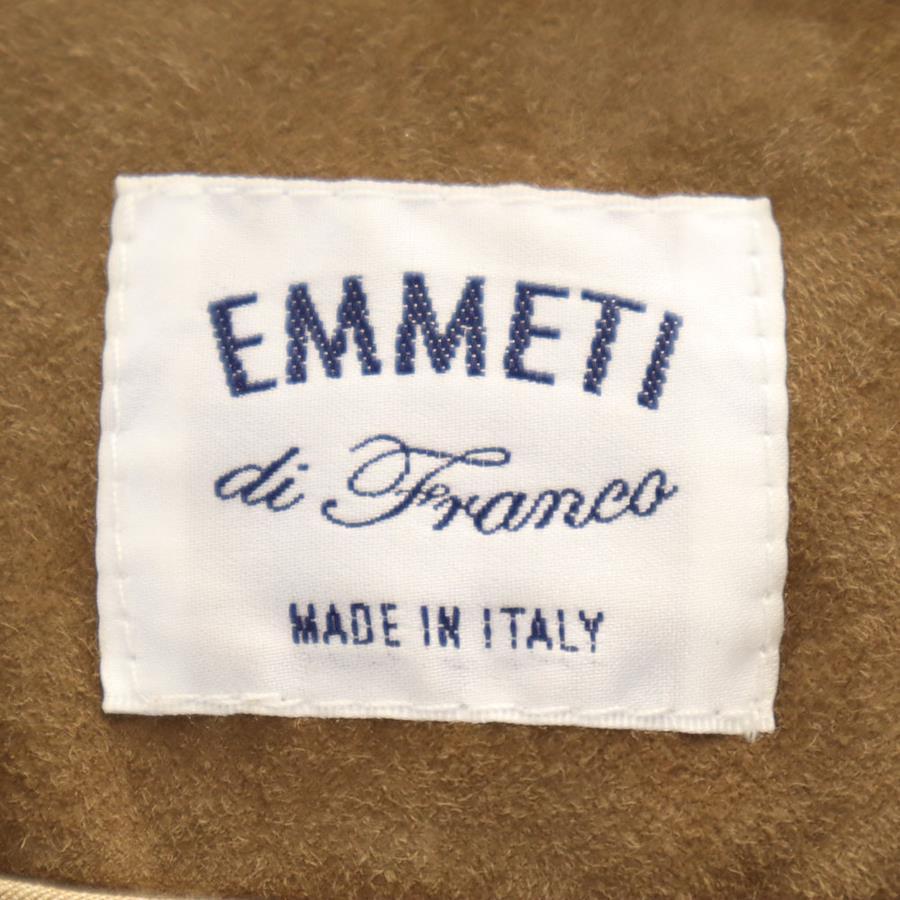 EMMETI
di Franco
MADE IN ITALY